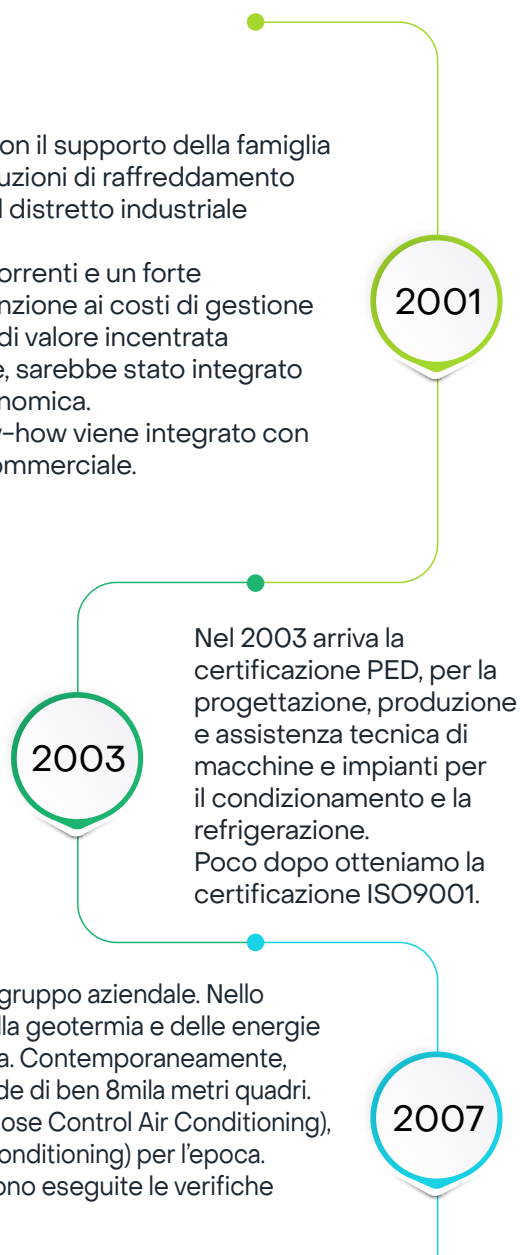 on il supporto della famiglia
uzioni di raffreddamento
l distretto industriale
orrenti e un forte
nzione ai costi di gestione
di valore incentrata
e, sarebbe stato integrato
nomica.
-how viene integrato con
ommerciale.
2001
Nel 2003 arriva la
certificazione PED, per la
progettazione, produzione
e assistenza tecnica di
macchine e impianti per
il condizionamento e la
refrigerazione.
Poco dopo otteniamo la
certificazione ISO9001.
2003
gruppo aziendale. Nello
lla geotermia e delle energie
a. Contemporaneamente,
de di ben 8mila metri quadri.
ose Control Air Conditioning),
onditioning) per l'epoca.
ono eseguite le verifiche
2007